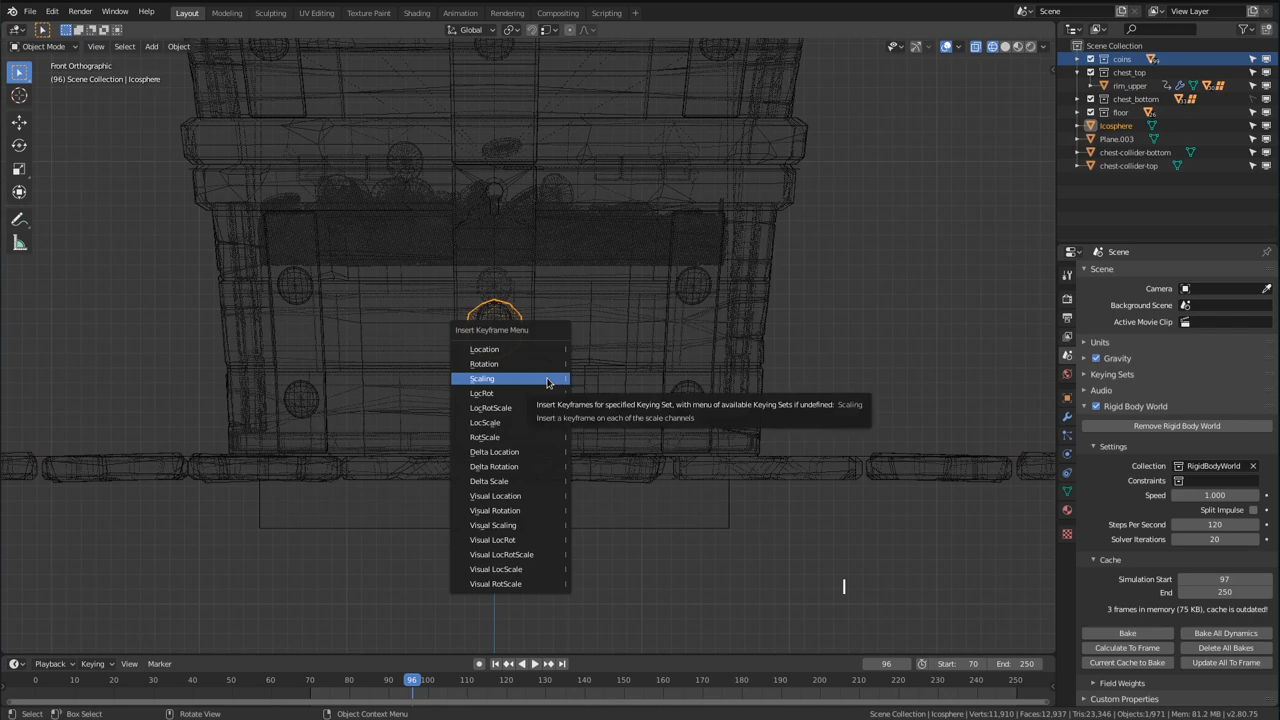 File Edit Render Window Help Layout Modeling Sculpting UV Editing Texture Paint Shading Animation Rendering Compositing Scripting + Scene View Layer
Global
Object Mode View Select Add Object
Front Orthographic
(96) Scene Collection | Icosphere
Scene Collection
coins
chest_top
rim_upper
chest_bottom
floor
Icosphere
Plane.003
chest-collider-bottom
chest-collider-top
Scene
Scene
Camera
Background Scene
Active Movie Clip
Units
Gravity
Keying Sets
Audio
Rigid Body World
Remove Rigid Body World
Settings
Collection RigidBodyWorld
Constraints
Speed 1.000
Split Impulse
Steps Per Second 120
Solver Iterations 20
Cache
Simulation Start 97
End 250
3 frames in memory (75 KB), cache is outdated!
Bake Bake All Dynamics
Calculate To Frame Delete All Bakes
Current Cache to Bake Update All To Frame
Field Weights
Custom Properties
Insert Keyframe Menu
Location I
Rotation I
Scaling I
LocRot
LocRotScale I
LocScale I
RotScale I
Delta Location I
Delta Rotation I
Delta Scale I
Visual Location I
Visual Rotation I
Visual Scaling I
Visual LocRot I
Visual LocRotScale I
Visual LocScale I
Visual RotScale I
Insert Keyframes for specified Keying Set, with menu of available Keying Sets if undefined: Scaling
Insert a keyframe on each of the scale channels
I
Playback Keying View Marker 96 Start: 70 End: 250
0 10 20 30 40 50 60 70 80 90 96 100 110 120 130 140 150 160 170 180 190 200 210 220 230 240 250
Select Box Select Rotate View Object Context Menu Scene Collection | Icosphere | Verts:11,910 | Faces:12,937 | Tris:23,346 | Objects:1/971 | Mem: 81.2 MB | v2.80.75